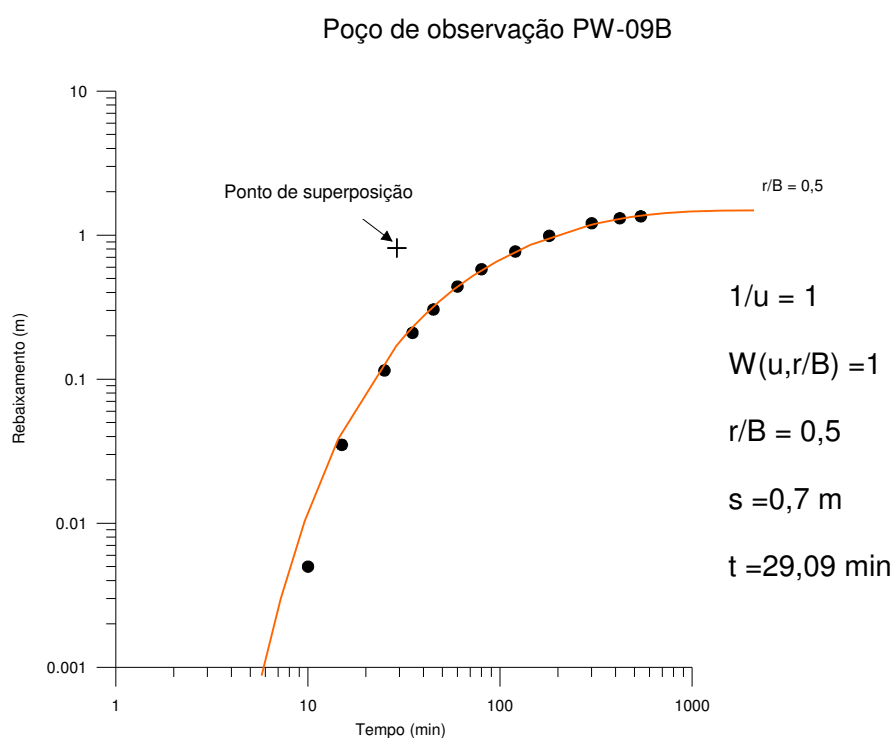 Poço de observação PW-09B
10
1
0.1
0.01
0.001
Rebaixamento (m)
Ponto de superposição
r/B = 0,5
1/u = 1
W(u,r/B) =1
r/B = 0,5
s =0,7 m
t =29,09 min
1
10
100
1000
Tempo (min)